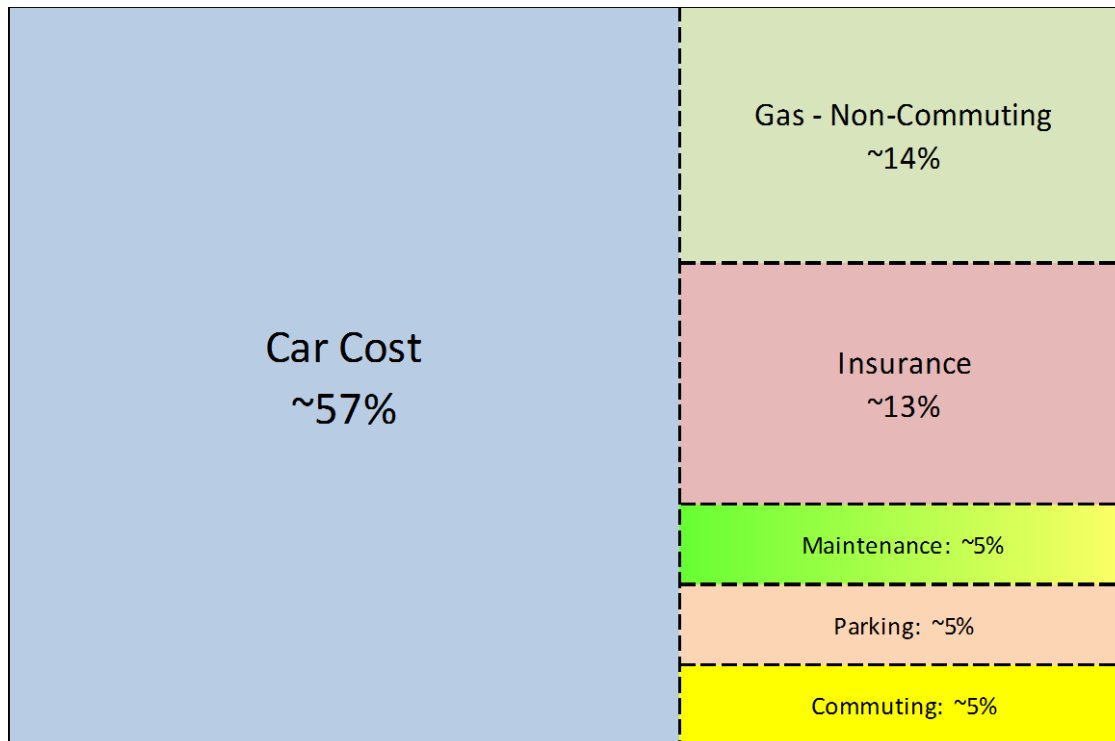 Car Cost
~57%
Gas - Non-Commuting
~14%
Insurance
~13%
Maintenance: ~5%
Parking: ~5%
Commuting: ~5%